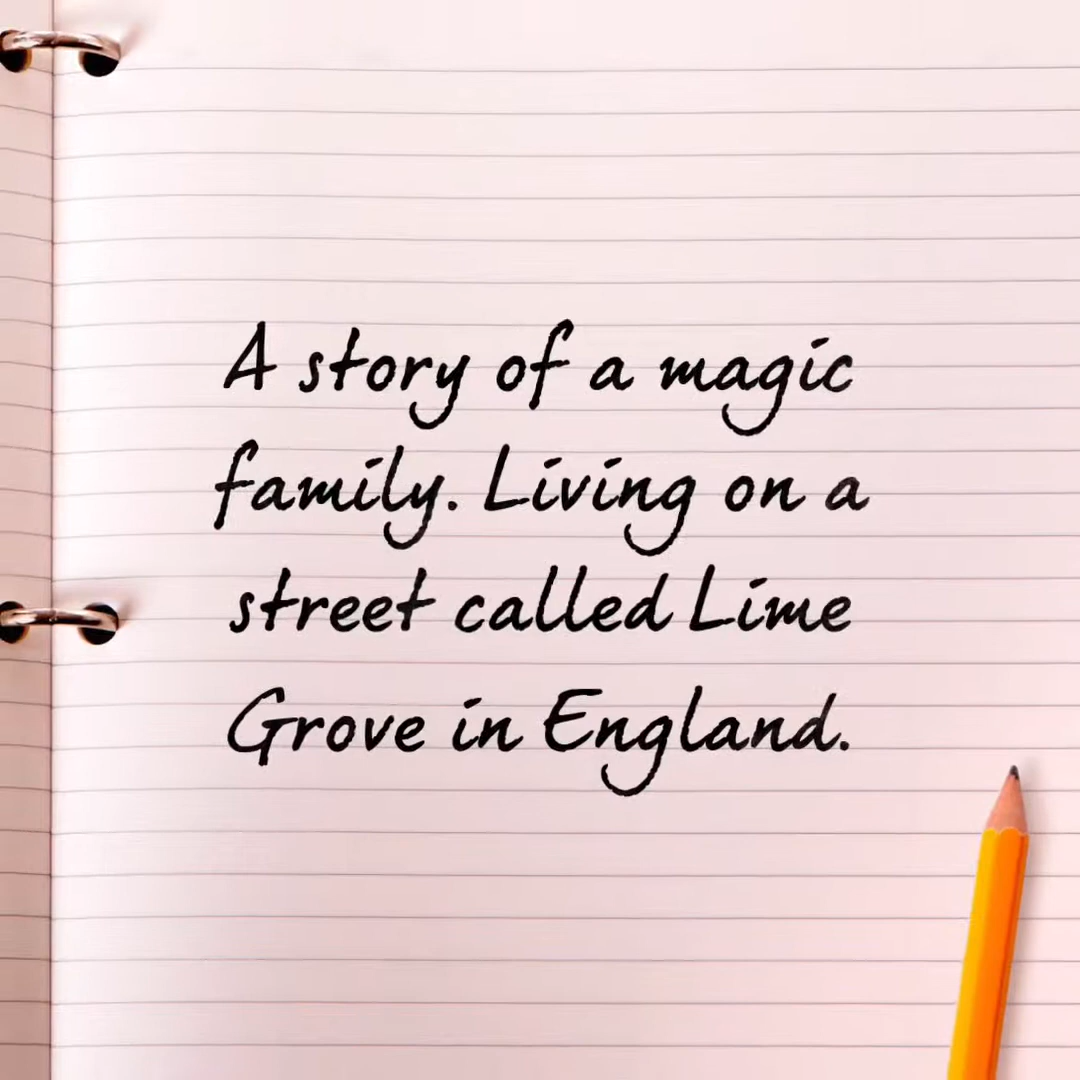 A story of a magic
family. Living on a
street called Lime
Grove in England.